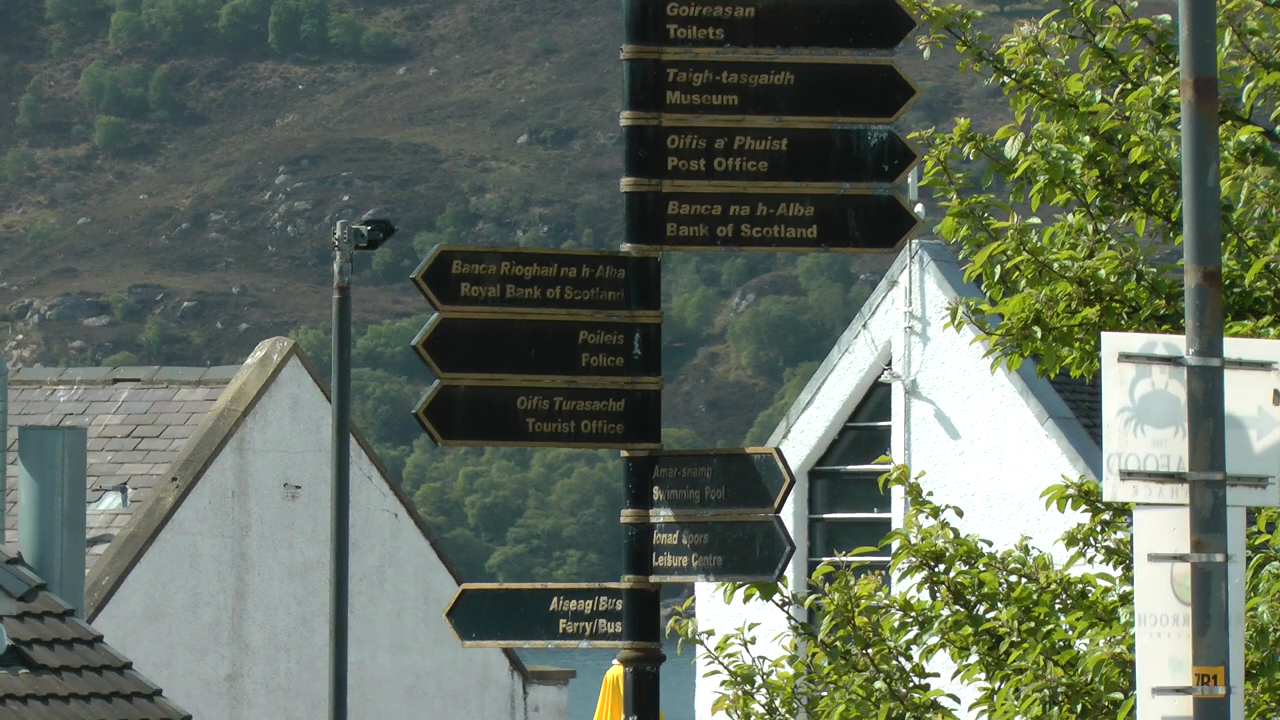 Goireasan
Toilets
Taigh-tasgaidh
Museum
Oifis a' Phuist
Post Office
Banca na h-Alba
Bank of Scotland
Banca Rìoghail na h-Alba
Royal Bank of Scotland
Poileis
Police
Oifis Turasachd
Tourist Office
Amar-snamh
Swimming Pool
Ionad Spors
Leisure Centre
Aiseag/Bus
Ferry/Bus
THE
7B1